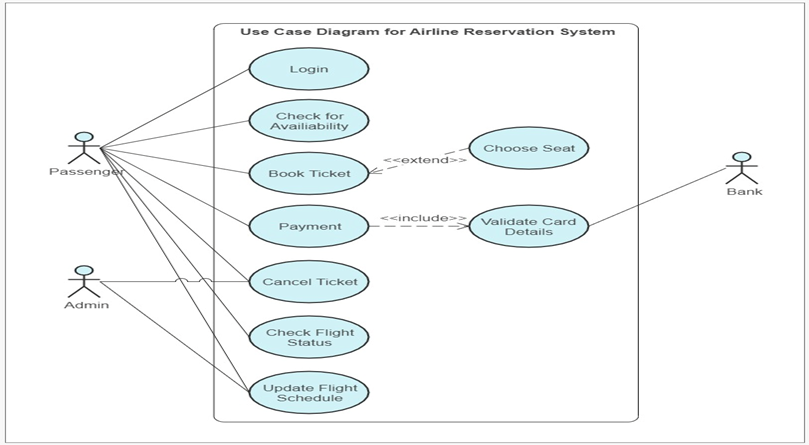 Use Case Diagram for Airline Reservation System
Login
Check for
Availiability
Choose Seat
<<extend>>
Passenger
Book Ticket
Bank
<<include>>
Payment
Validate Card
Details
Cancel Ticket
Admin
Check Flight
Status
Update Flight
Schedule